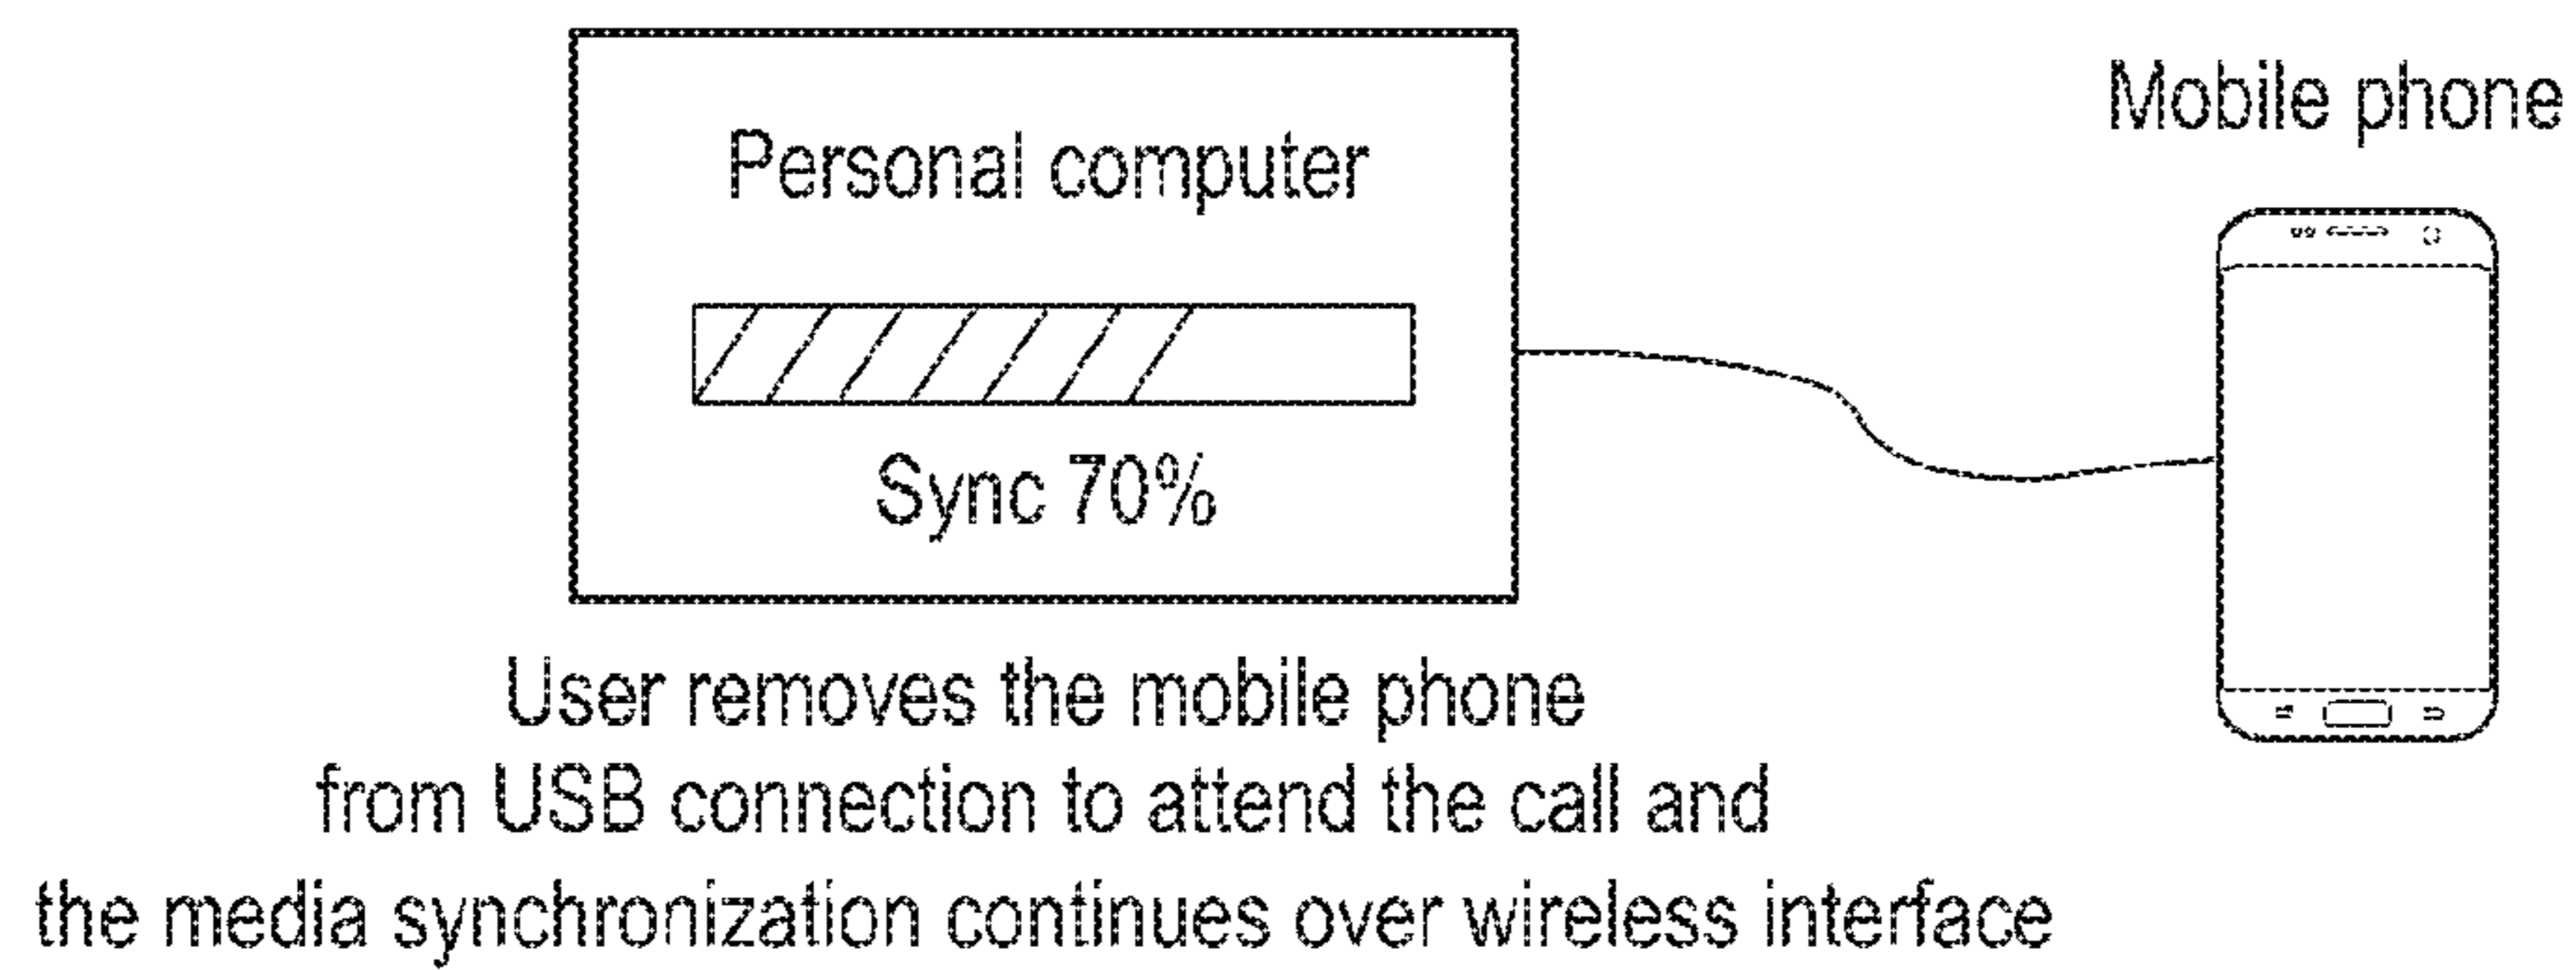 Mobile phone
Personal computer
Sync 70%
User removes the mobile phone
from USB connection to attend the call and
the media synchronization continues over wireless interface